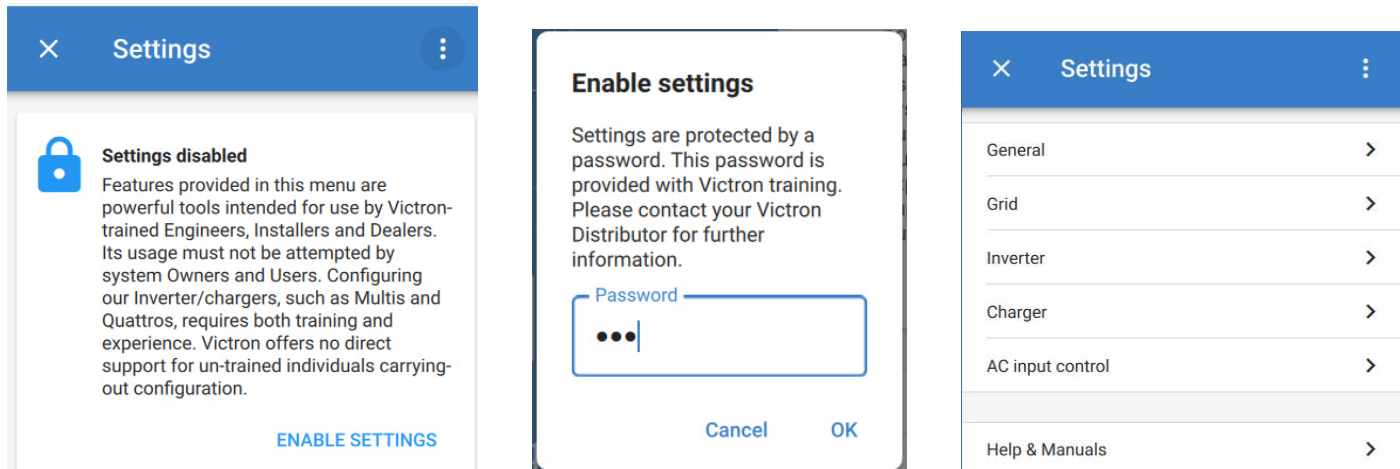 Settings
Settings disabled
Features provided in this menu are
powerful tools intended for use by Victron-
trained Engineers, Installers and Dealers.
Its usage must not be attempted by
system Owners and Users. Configuring
our Inverter/chargers, such as Multis and
Quattros, requires both training and
experience. Victron offers no direct
support for un-trained individuals carrying-
out configuration.
ENABLE SETTINGS
Enable settings
Settings are protected by a
password. This password is
provided with Victron training.
Please contact your Victron
Distributor for further
information.
Password
•••
Cancel OK
Settings
General
Grid
Inverter
Charger
AC input control
Help & Manuals